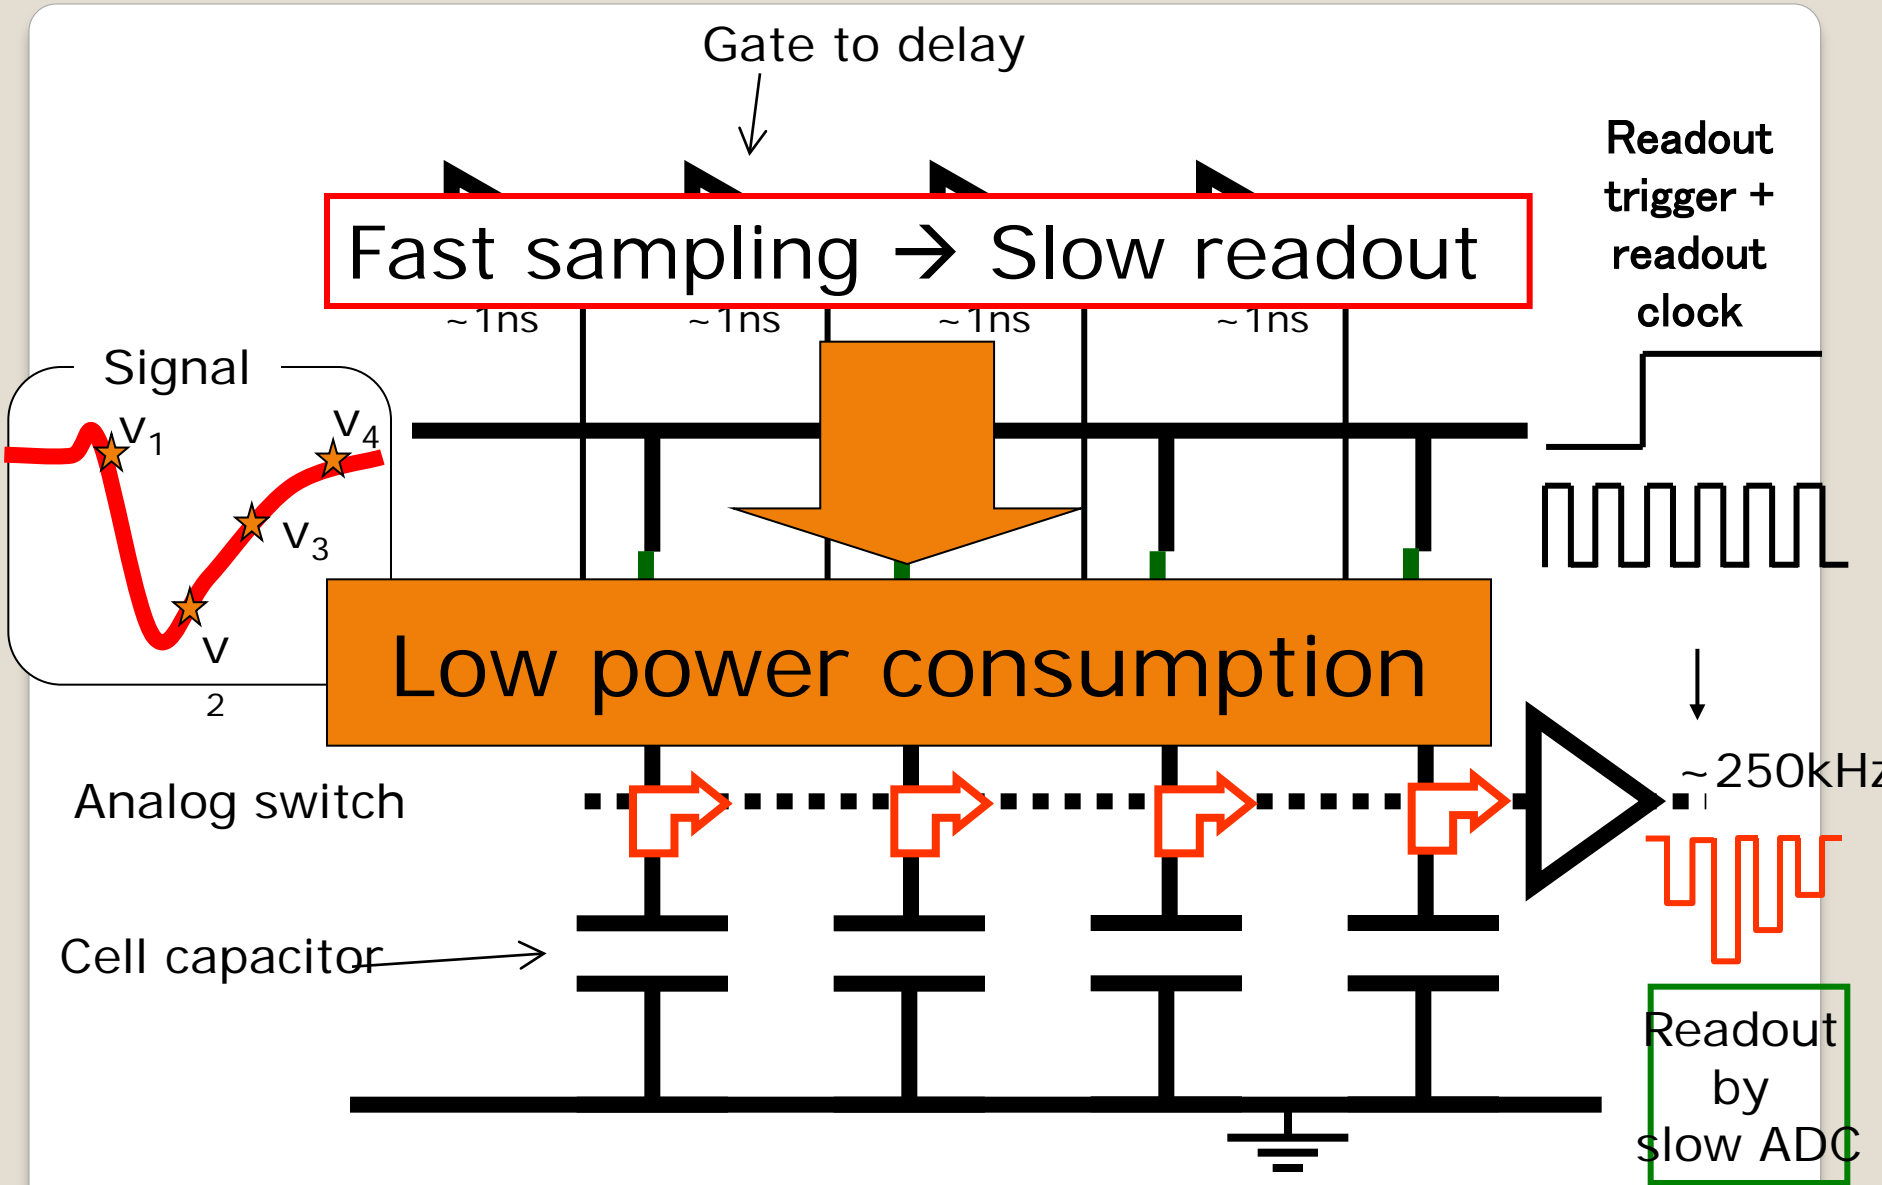 Gate to delay
Readout
trigger +
readout
clock
Fast sampling → Slow readout
~1ns ~1ns ~1ns ~1ns
Signal
v1
v4
v3
v
2
Low power consumption
Analog switch
~250kHz
Cell capacitor
Readout
by
slow ADC